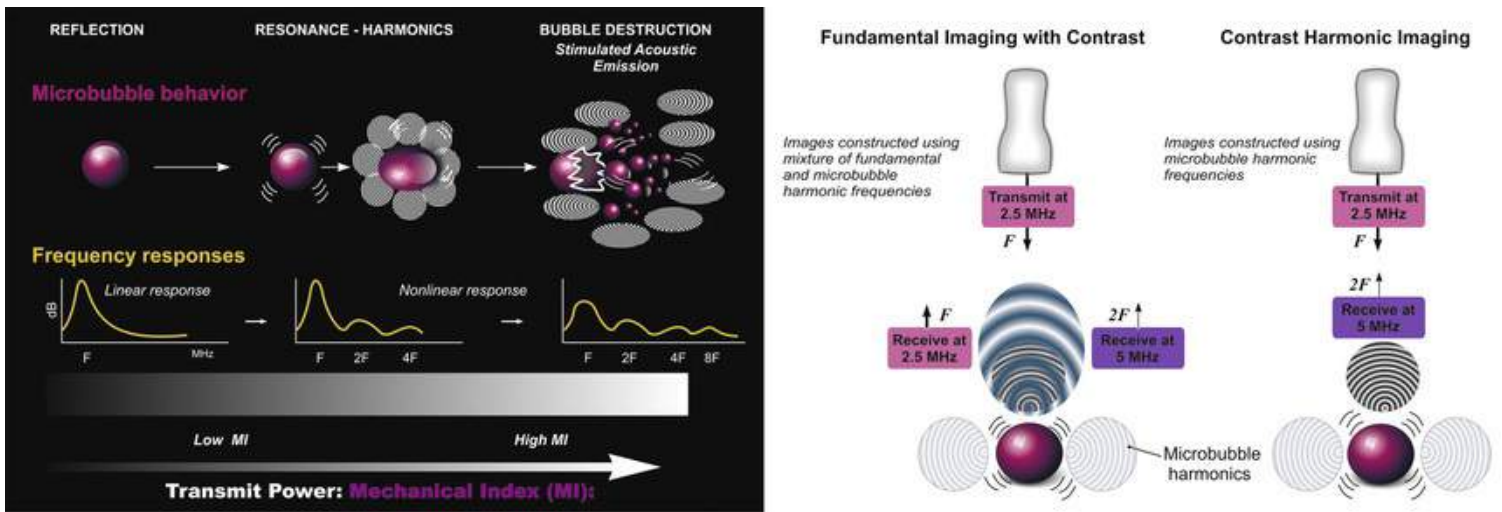 REFLECTION
RESONANCE - HARMONICS
BUBBLE DESTRUCTION
Stimulated Acoustic
Emission
Microbubble behavior
Frequency responses
dB
Linear response
F
MHz
Nonlinear response
F 2F 4F
F 2F 4F 8F
Low MI
High MI
Transmit Power: Mechanical Index (MI):
Fundamental Imaging with Contrast
Images constructed using
mixture of fundamental
and microbubble
harmonic frequencies
Transmit at
2.5 MHz
F
F
Receive at
2.5 MHz
2F
Receive at
5 MHz
Microbubble
harmonics
Contrast Harmonic Imaging
Images constructed using
microbubble harmonic
frequencies
Transmit at
2.5 MHz
F
2F
Receive at
5 MHz